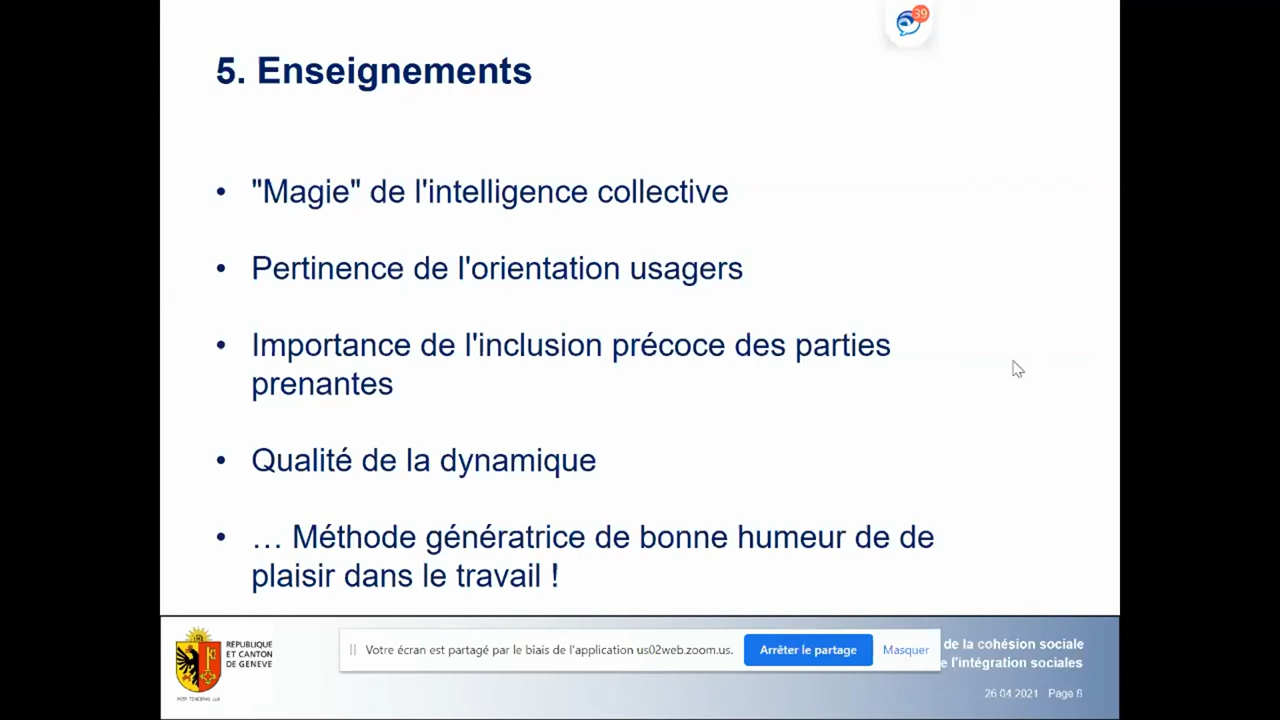 39
5. Enseignements
• "Magie" de l'intelligence collective
• Pertinence de l'orientation usagers
• Importance de l'inclusion précoce des parties
prenantes
• Qualité de la dynamique
• … Méthode génératrice de bonne humeur de de
plaisir dans le travail !
REPUBLIQUE
ET CANTON
DE GENEVE
POST TENEBRAS LUX
Votre écran est partagé par le biais de l'application us02web.zoom.us.
Arrêter le partage
Masquer
de la cohésion sociale
e l'intégration sociales
26.04.2021 Page 6